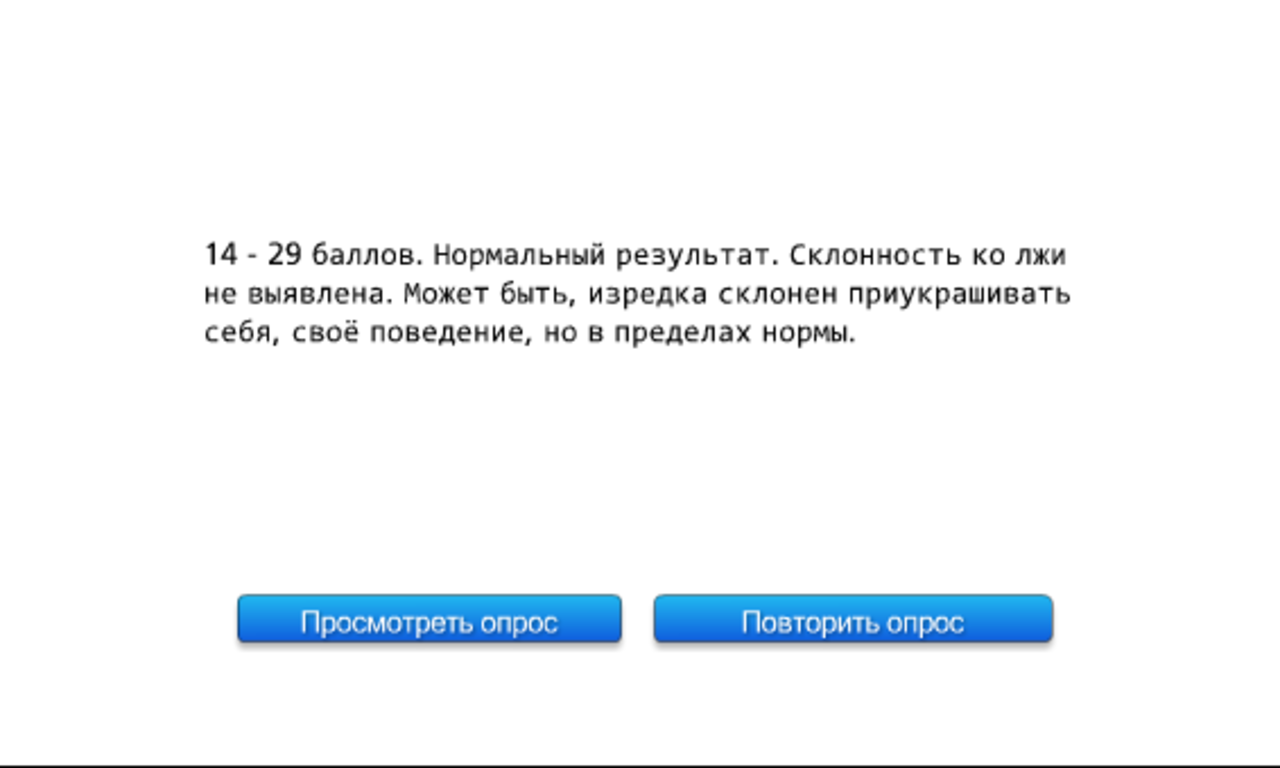 14 - 29 баллов. Нормальный результат. Склонность ко лжи
не выявлена. Может быть, изредка склонен приукрашивать
себя, своё поведение, но в пределах нормы.
Просмотреть опрос
Повторить опрос